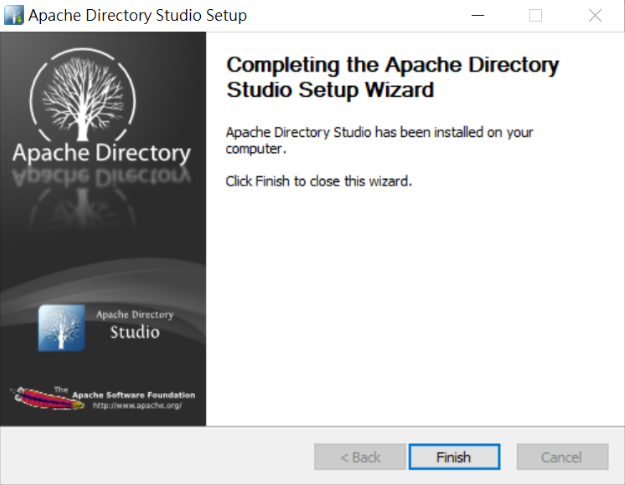 Apache Directory Studio Setup
Apache Directory
Apache Directory
Studio
The
Apache Software Foundation
http://www.apache.org/
Completing the Apache Directory
Studio Setup Wizard
Apache Directory Studio has been installed on your
computer.
Click Finish to close this wizard.
< Back
Finish
Cancel